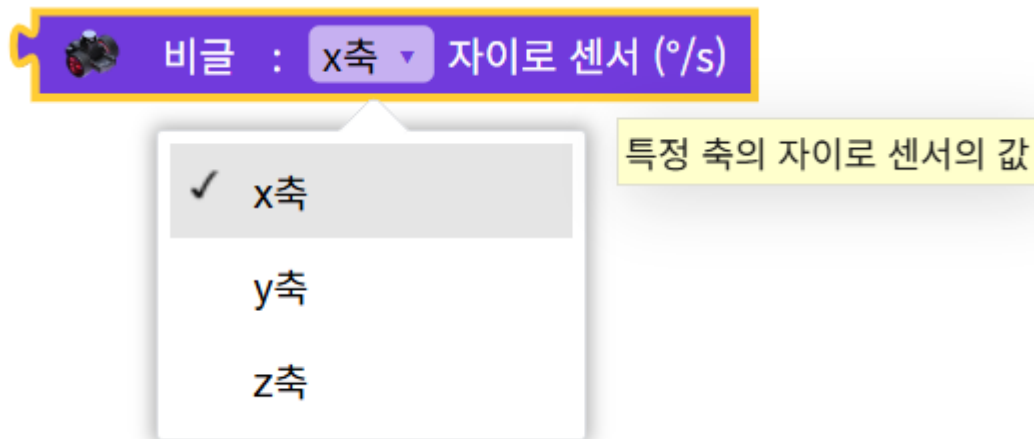 비글 : x축 ▼ 자이로 센서 (°/s)
특정 축의 자이로 센서의 값
✓ x축
y축
z축